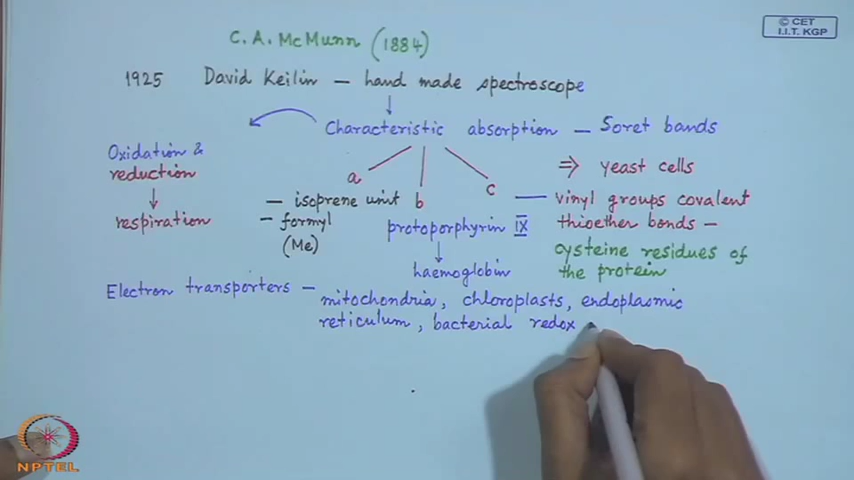 C. A. McMunn (1884)
© CET
I.I.T. KGP
1925 David Keilin – hand made spectroscope
Characteristic absorption – Soret bands
Oxidation &
reduction
respiration
a
b
c
– isoprene unit
– formyl
(Me)
protoporphyrin IX
haemoglobin
⇒ yeast cells
— vinyl groups covalent
thioether bonds –
cysteine residues of
the protein
Electron transporters – mitochondria, chloroplasts, endoplasmic
reticulum, bacterial redox
NPTEL